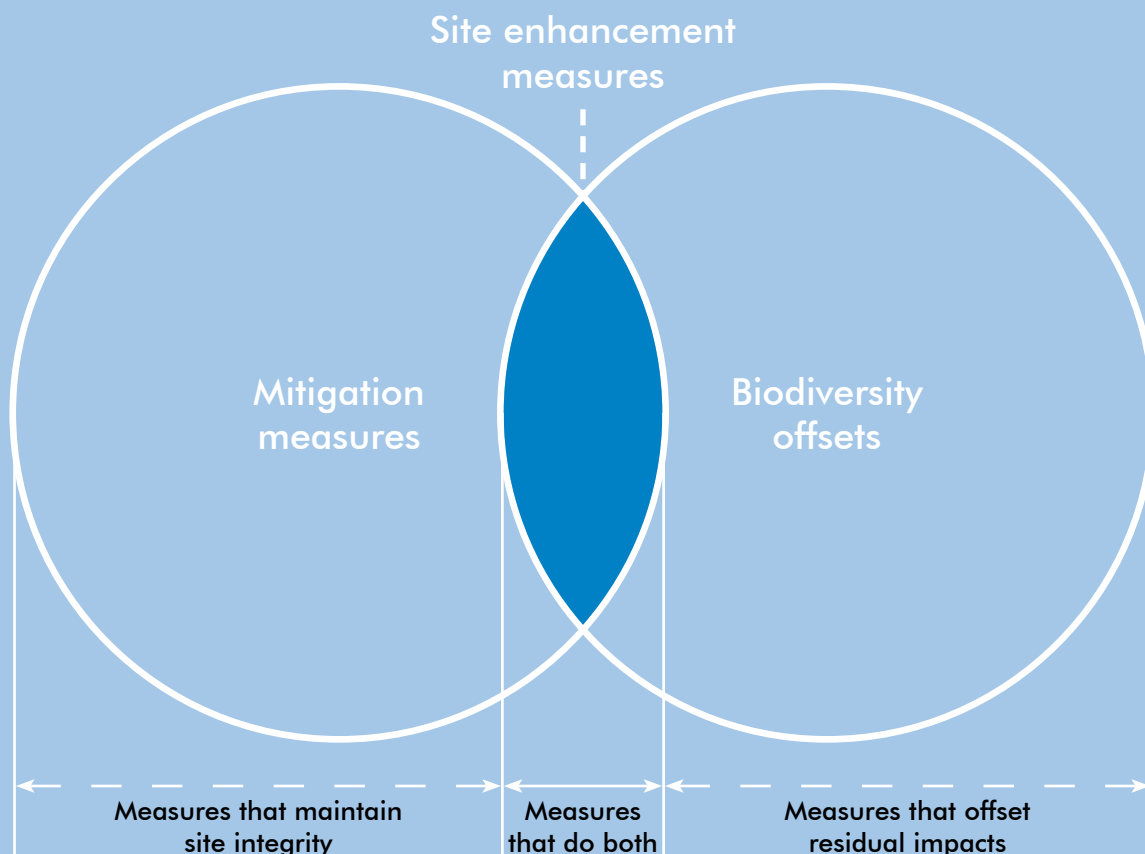 Site enhancement
measures
Mitigation
measures
Biodiversity
offsets
Measures that maintain
site integrity
Measures
that do both
Measures that offset
residual impacts